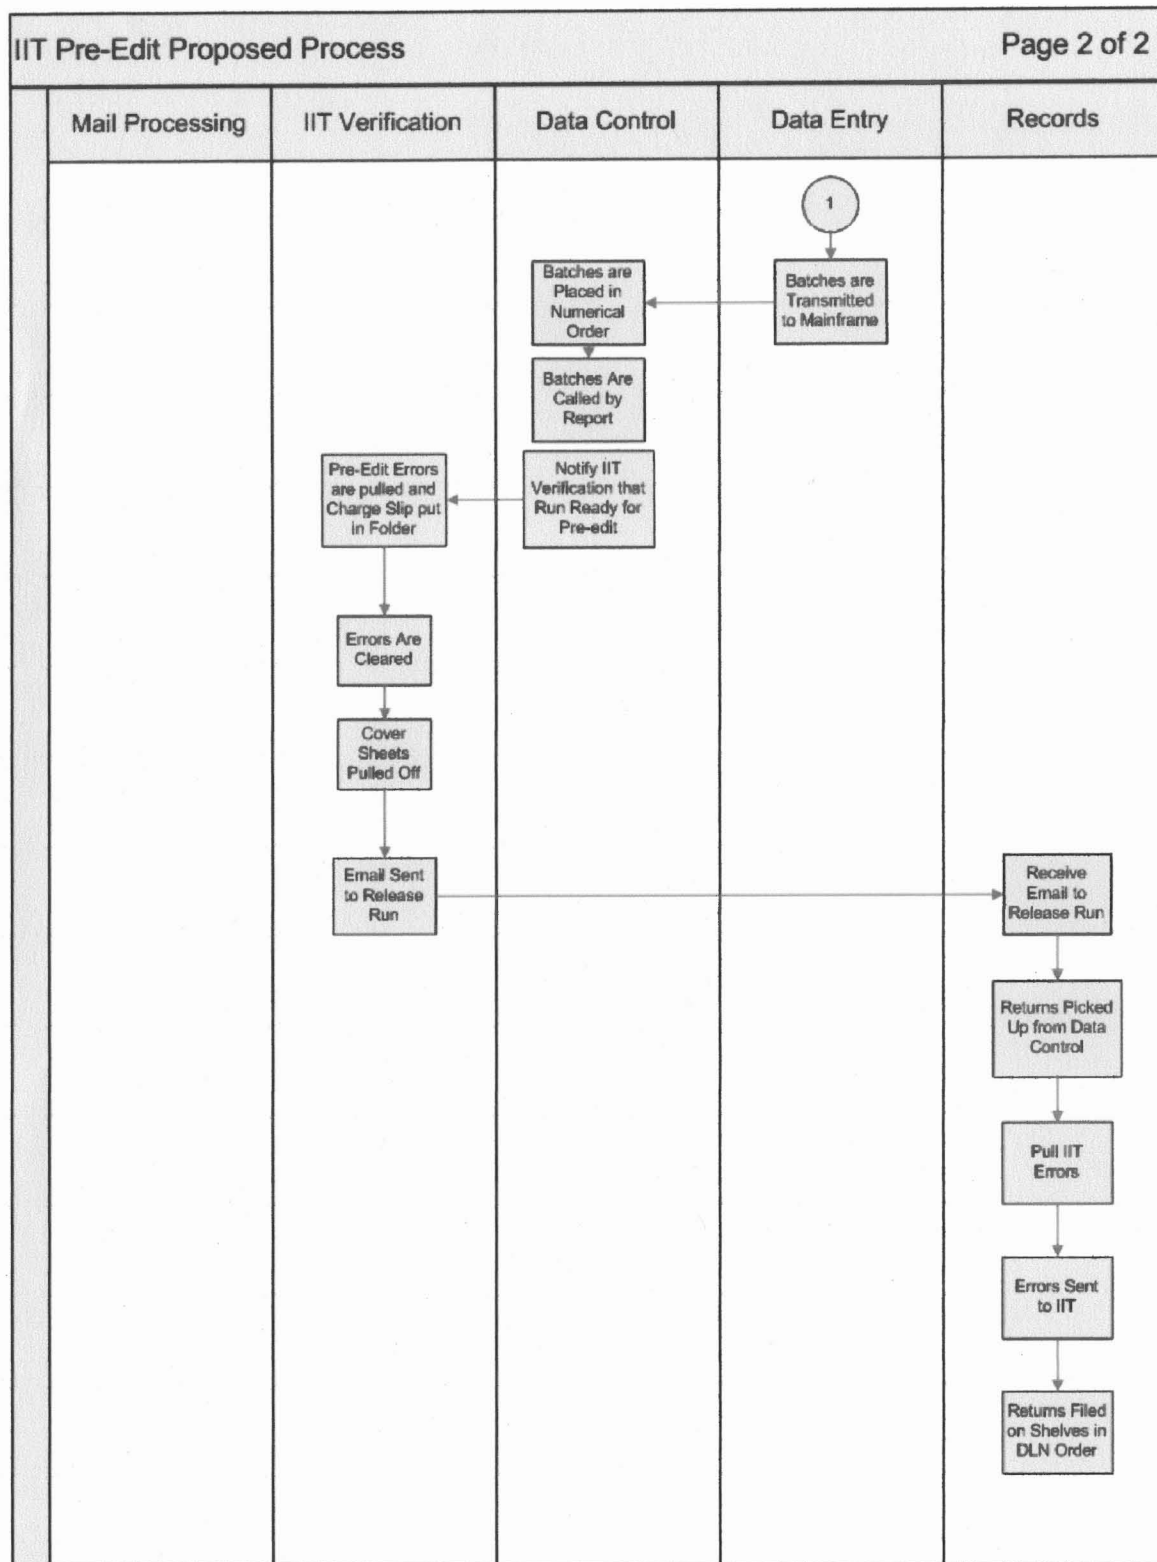 IIT Pre-Edit Proposed Process
Page 2 of 2
Mail Processing
IIT Verification
Data Control
Data Entry
Records
1
Batches are
Transmitted
to Mainframe
Batches are
Placed in
Numerical
Order
Batches Are
Called by
Report
Notify IIT
Verification that
Run Ready for
Pre-edit
Pre-Edit Errors
are pulled and
Charge Slip put
in Folder
Errors Are
Cleared
Cover
Sheets
Pulled Off
Email Sent
to Release
Run
Receive
Email to
Release Run
Returns Picked
Up from Data
Control
Pull IIT
Errors
Errors Sent
to IIT
Returns Filed
on Shelves in
DLN Order